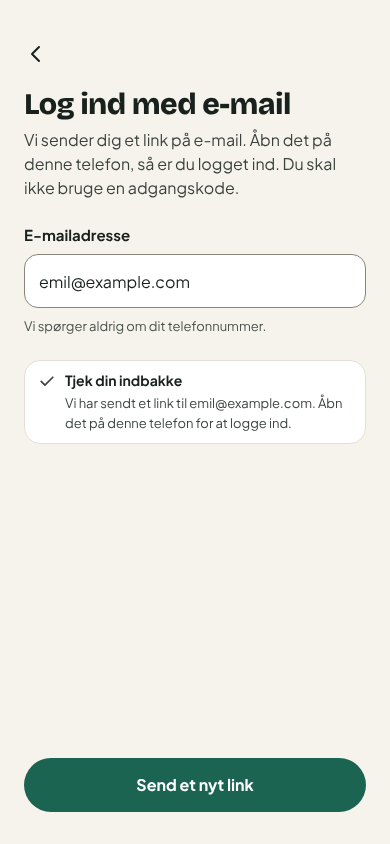 Log ind med e-mail
Vi sender dig et link på e-mail. Åbn det på
denne telefon, så er du logget ind. Du skal
ikke bruge en adgangskode.
E-mailadresse
emil@example.com
Vi spørger aldrig om dit telefonnummer.
Tjek din indbakke
Vi har sendt et link til emil@example.com. Åbn
det på denne telefon for at logge ind.
Send et nyt link